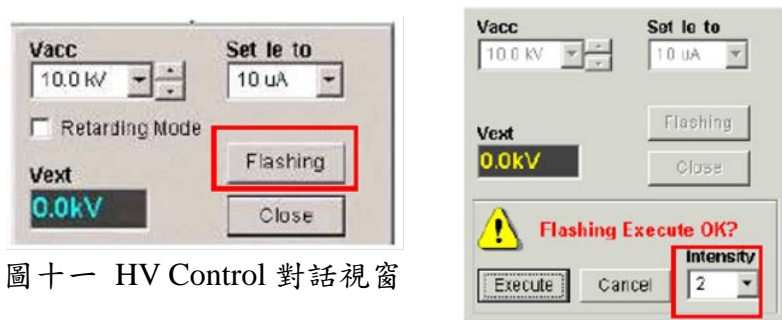 Vacc Set Ie to
10.0 kV 10 uA
Retarding Mode
Flashing
Vext
0.0kV
Close
圖十一 HV Control 對話視窗
Vacc Set Ie to
10.0 kV 10 uA
Flashing
Vext
0.0kV
Close
Flashing Execute OK?
Intensity
Execute Cancel 2